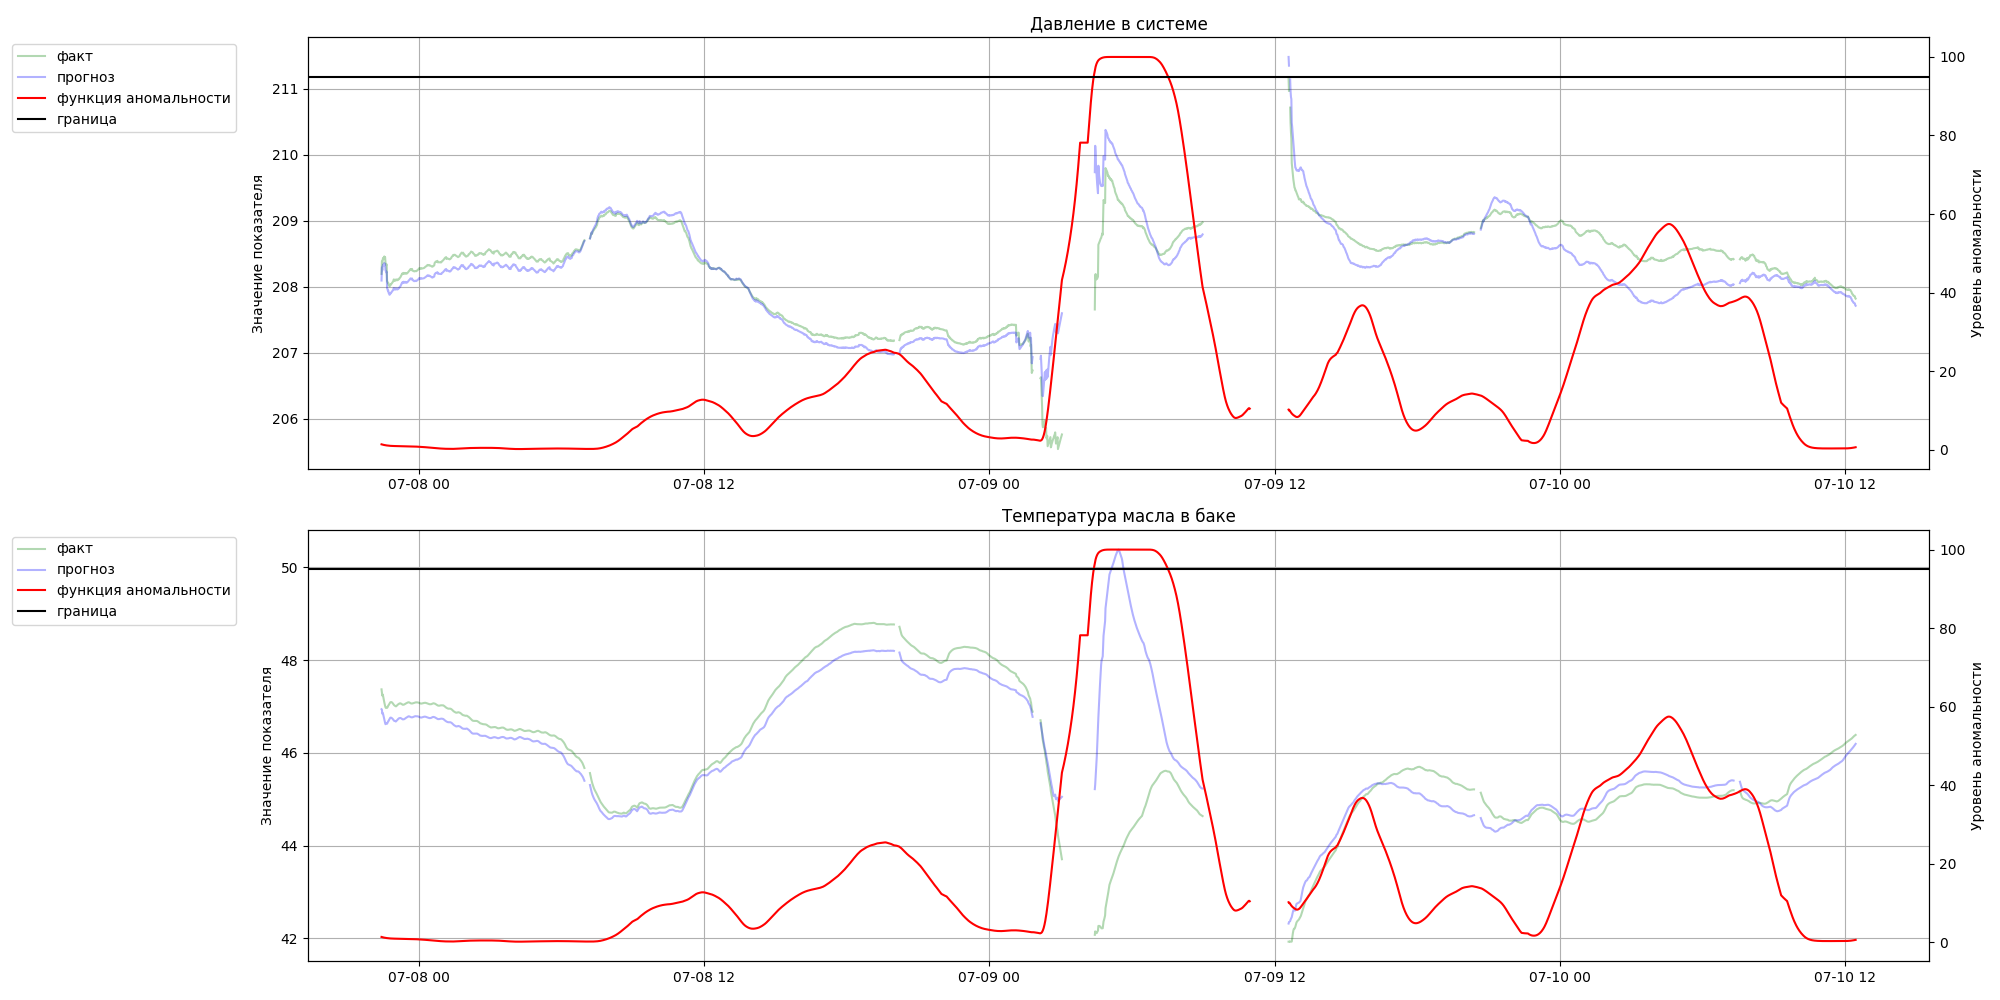 Давление в системе
факт
прогноз
функция аномальности
граница
Значение показателя
211
210
209
208
207
206
100
80
60
40
20
0
Уровень аномальности
07-08 00
07-08 12
07-09 00
07-09 12
07-10 00
07-10 12
Температура масла в баке
факт
прогноз
функция аномальности
граница
Значение показателя
50
48
46
44
42
100
80
60
40
20
0
Уровень аномальности
07-08 00
07-08 12
07-09 00
07-09 12
07-10 00
07-10 12